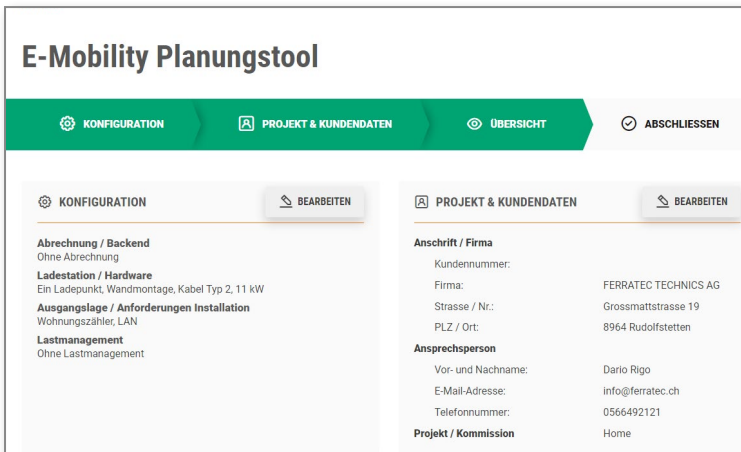 E-Mobility Planungstool
KONFIGURATION
PROJEKT & KUNDENDATEN
ÜBERSICHT
ABSCHLIESSEN
KONFIGURATION
BEARBEITEN
Abrechnung / Backend
Ohne Abrechnung
Ladestation / Hardware
Ein Ladepunkt, Wandmontage, Kabel Typ 2, 11 kW
Ausgangslage / Anforderungen Installation
Wohnungszähler, LAN
Lastmanagement
Ohne Lastmanagement
PROJEKT & KUNDENDATEN
BEARBEITEN
Anschrift / Firma
Kundennummer:
Firma: FERRATEC TECHNICS AG
Strasse / Nr.: Grossmattstrasse 19
PLZ / Ort: 8964 Rudolfstetten
Ansprechsperson
Vor- und Nachname: Dario Rigo
E-Mail-Adresse: info@ferratec.ch
Telefonnummer: 0566492121
Projekt / Kommission Home